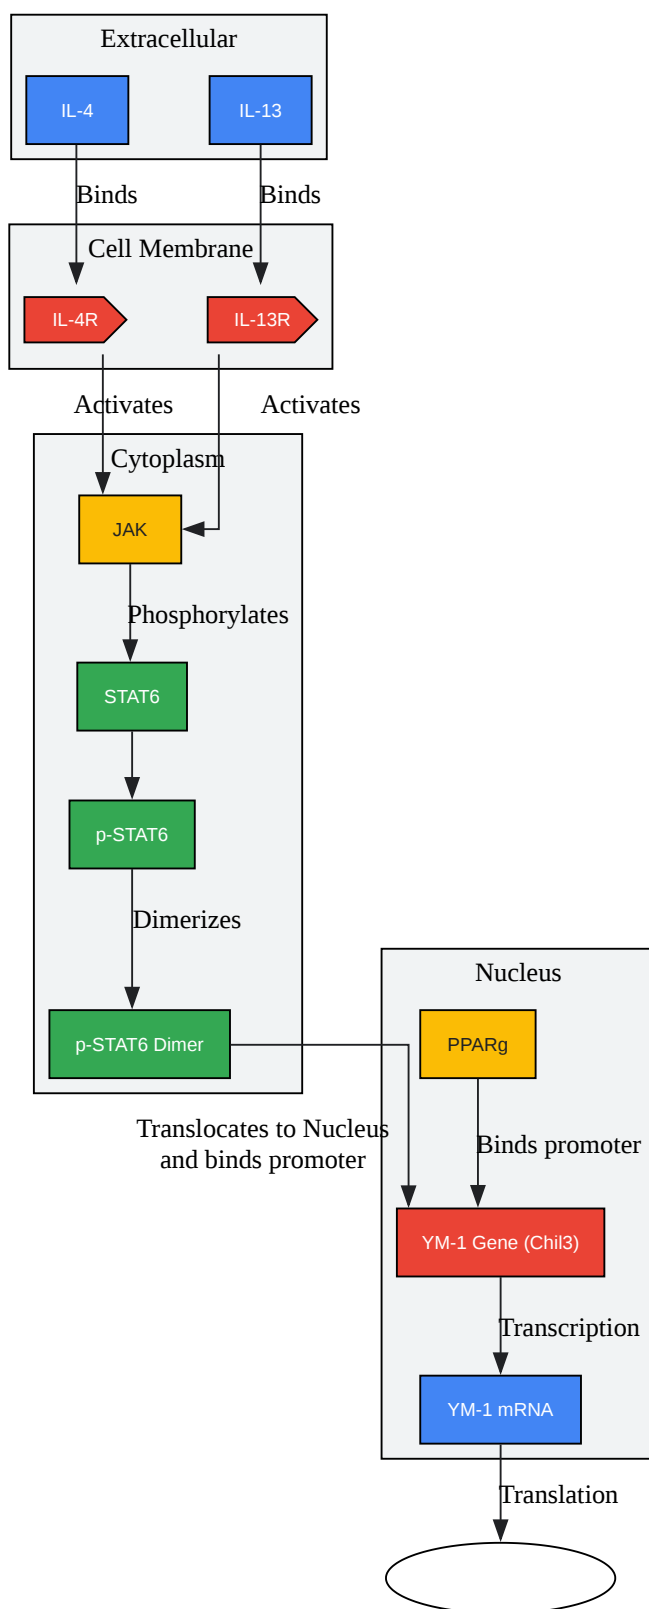 Extracellular
IL-4
IL-13
Binds
Binds
Cell Membrane
IL-4R
IL-13R
Activates
Activates
Cytoplasm
JAK
Phosphorylates
STAT6
p-STAT6
Dimerizes
Nucleus
p-STAT6 Dimer
PPARg
Translocates to Nucleus
and binds promoter
Binds promoter
YM-1 Gene (Chil3)
Transcription
YM-1 mRNA
Translation